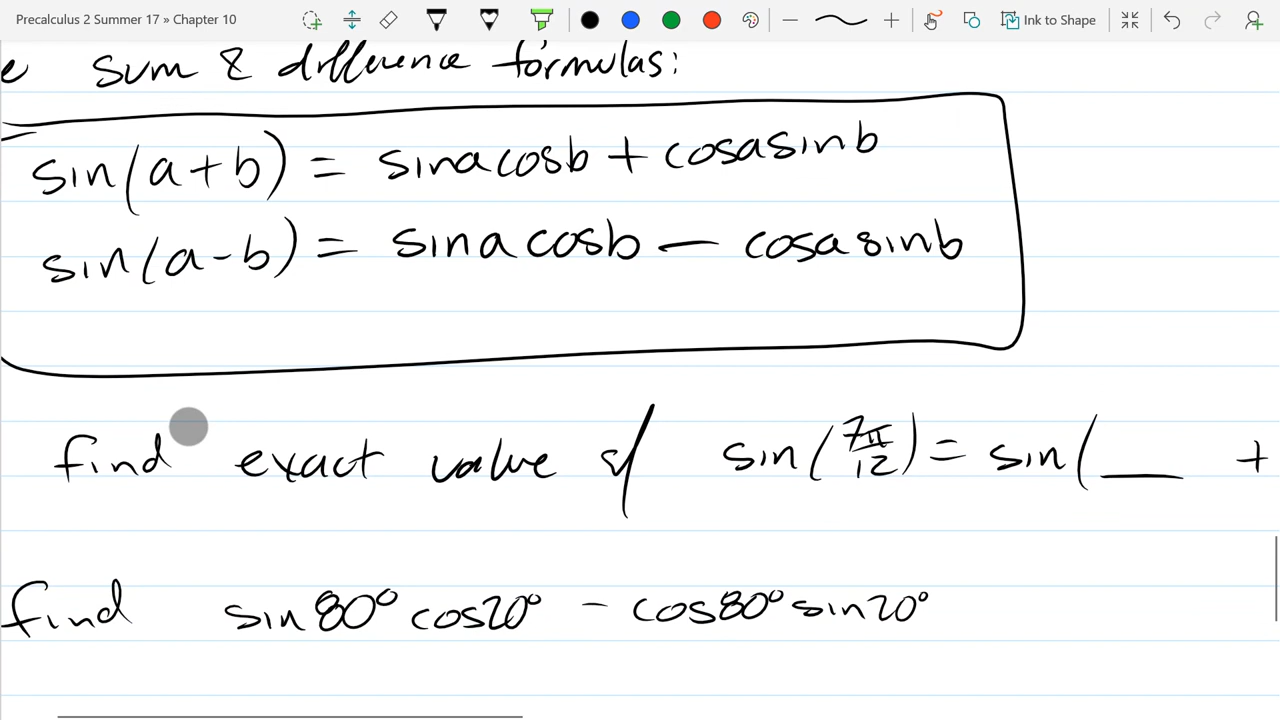 Precalculus 2 Summer 17 » Chapter 10
Ink to Shape
e sum & difference formulas:
sin(a+b) = sinacosb + cosasinb
sin(a-b) = sinacosb - cosasinb
find exact value of sin(7π/12) = sin(___ +
find sin80° cos20° - cos80° sin20°